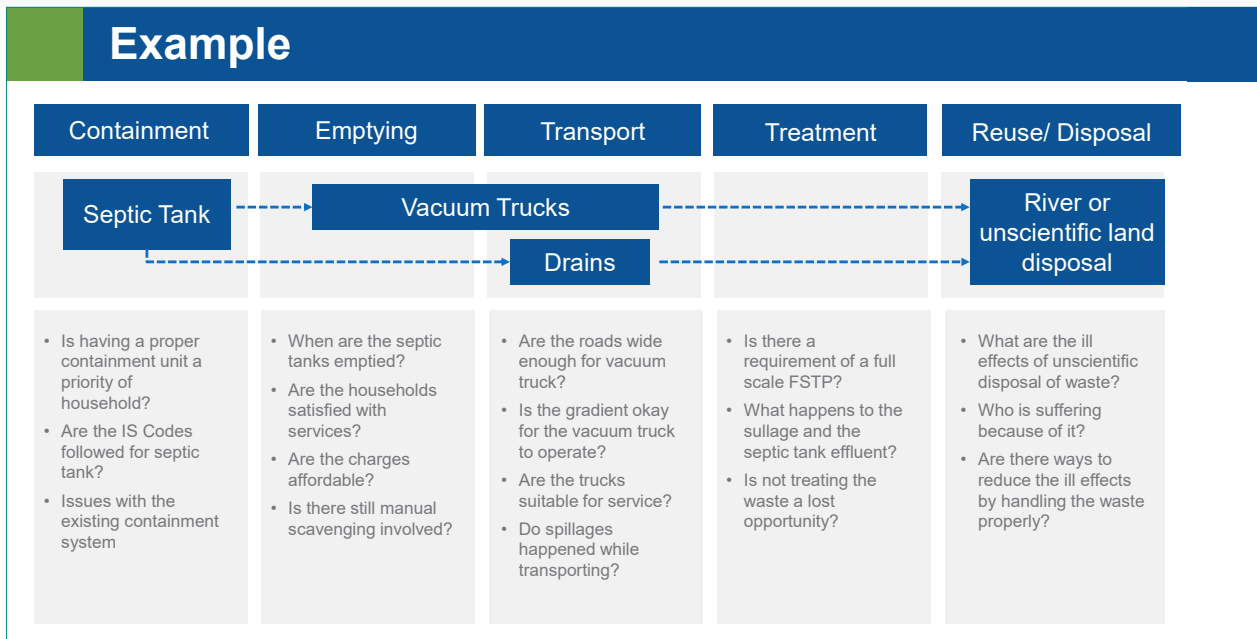 Example
Containment
Emptying
Transport
Treatment
Reuse/ Disposal
Septic Tank
Vacuum Trucks
Drains
River or
unscientific land
disposal
• Is having a proper
containment unit a
priority of
household?
• Are the IS Codes
followed for septic
tank?
• Issues with the
existing containment
system
• When are the septic
tanks emptied?
• Are the households
satisfied with
services?
• Are the charges
affordable?
• Is there still manual
scavenging involved?
• Are the roads wide
enough for vacuum
truck?
• Is the gradient okay
for the vacuum truck
to operate?
• Are the trucks
suitable for service?
• Do spillages
happened while
transporting?
• Is there a
requirement of a full
scale FSTP?
• What happens to the
sullage and the
septic tank effluent?
• Is not treating the
waste a lost
opportunity?
• What are the ill
effects of unscientific
disposal of waste?
• Who is suffering
because of it?
• Are there ways to
reduce the ill effects
by handling the waste
properly?